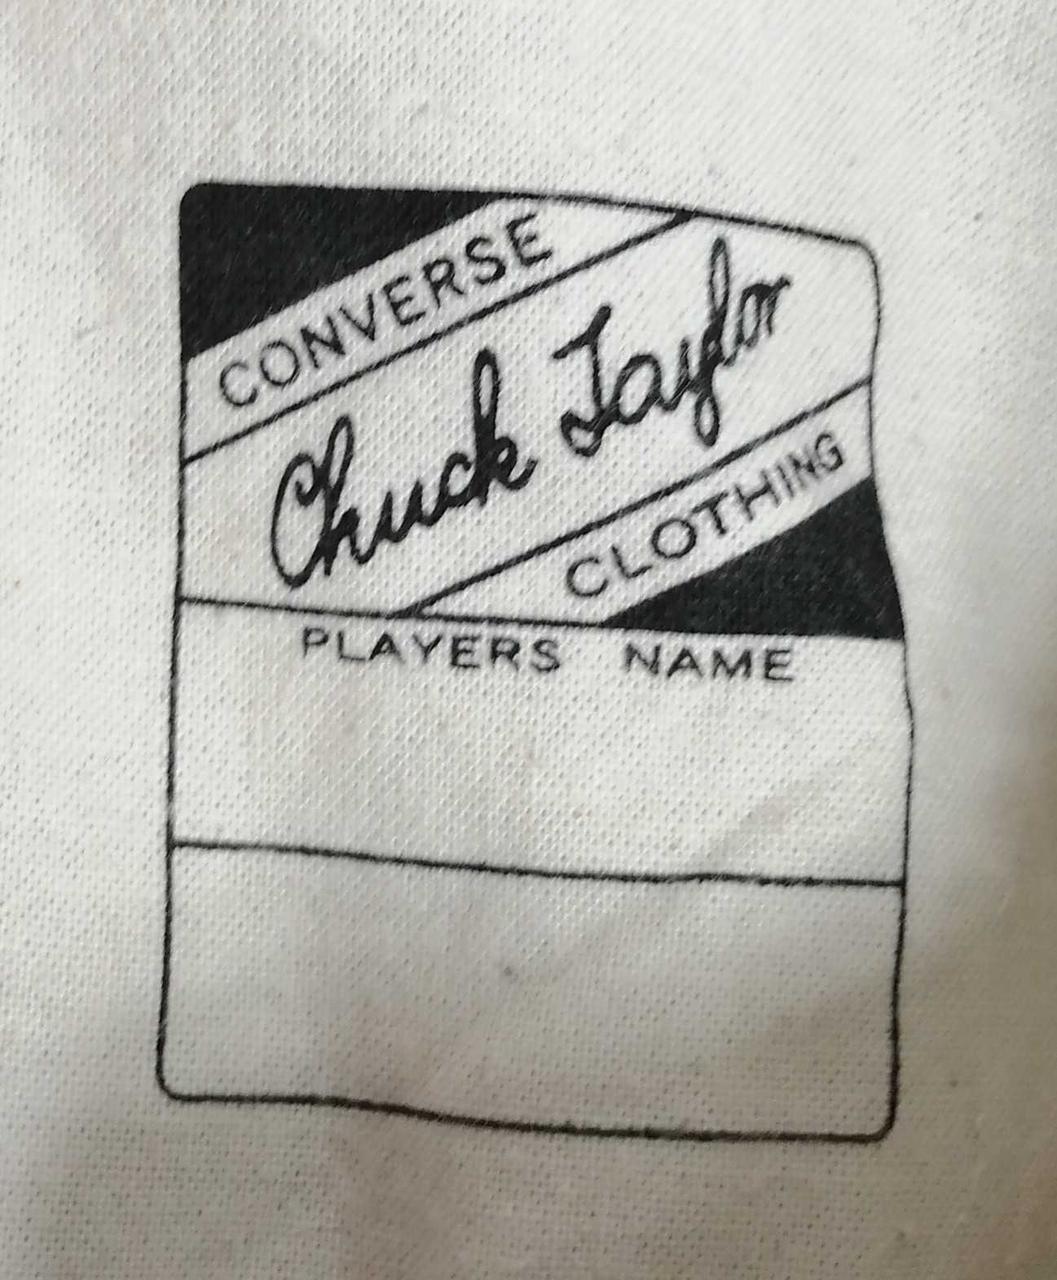 CONVERSE
Chuck Taylor
CLOTHING
PLAYERS NAME